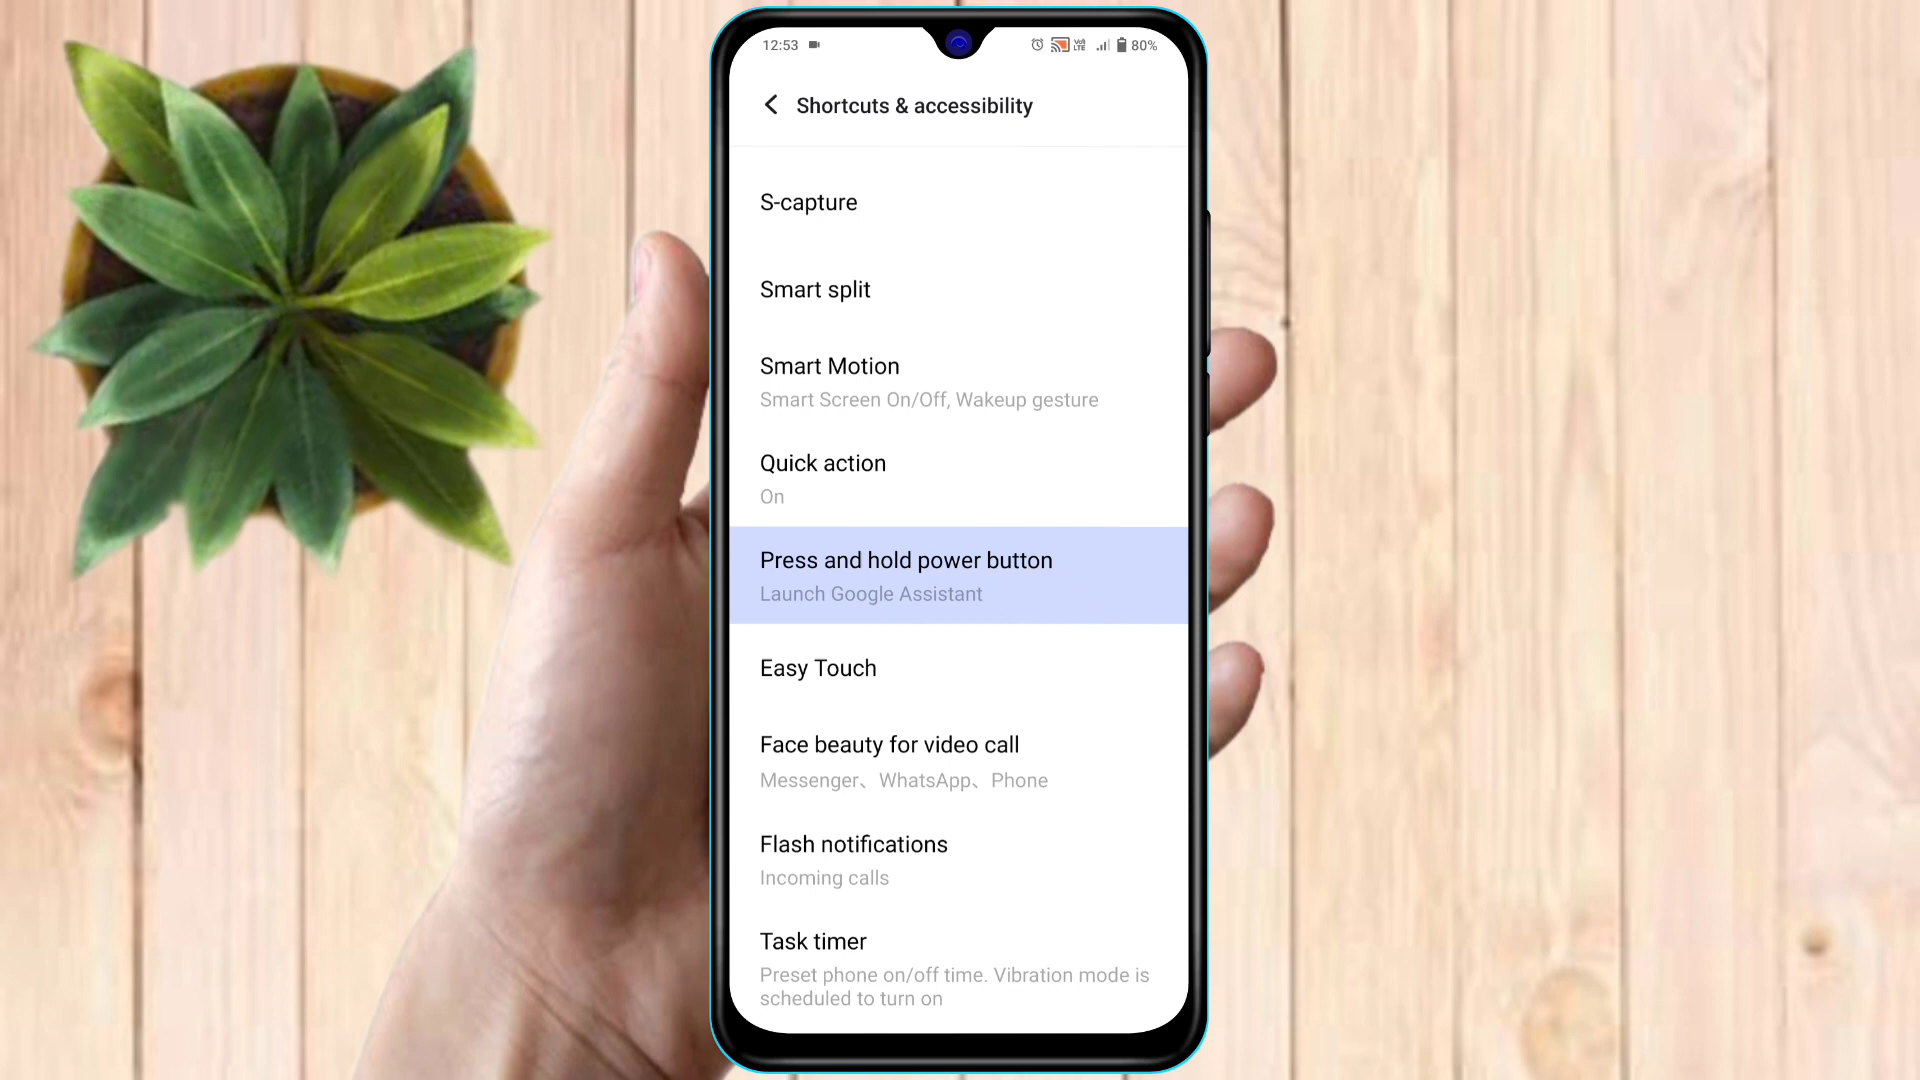 12:53
VoI) LTE
80%
Shortcuts & accessibility
S-capture
Smart split
Smart Motion
Smart Screen On/Off, Wakeup gesture
Quick action
On
Press and hold power button
Launch Google Assistant
Easy Touch
Face beauty for video call
Messenger、WhatsApp、Phone
Flash notifications
Incoming calls
Task timer
Preset phone on/off time. Vibration mode is
scheduled to turn on